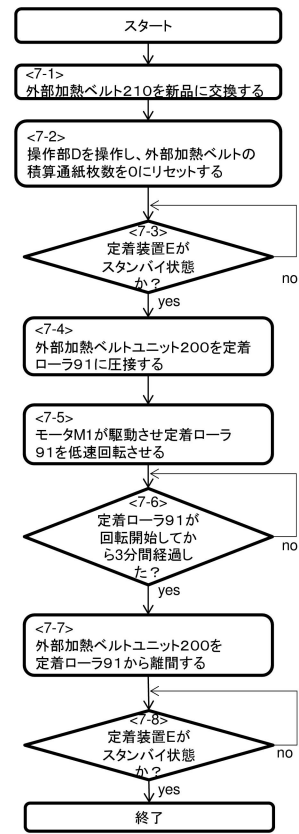 スタート
<7-1>
外部加熱ベルト210を新品に交換する
<7-2>
操作部Dを操作し、外部加熱ベルトの
積算通紙枚数を0にリセットする
<7-3>
定着装置Eが
スタンバイ状態
か?
no
yes
<7-4>
外部加熱ベルトユニット200を定着
ローラ91に圧接する
<7-5>
モータM1が駆動させ定着ローラ
91を低速回転させる
<7-6>
定着ローラ91が
回転開始してか
ら3分間経過し
た?
no
yes
<7-7>
外部加熱ベルトユニット200を
定着ローラ91から離間する
<7-8>
定着装置Eが
スタンバイ状態
か?
no
yes
終了